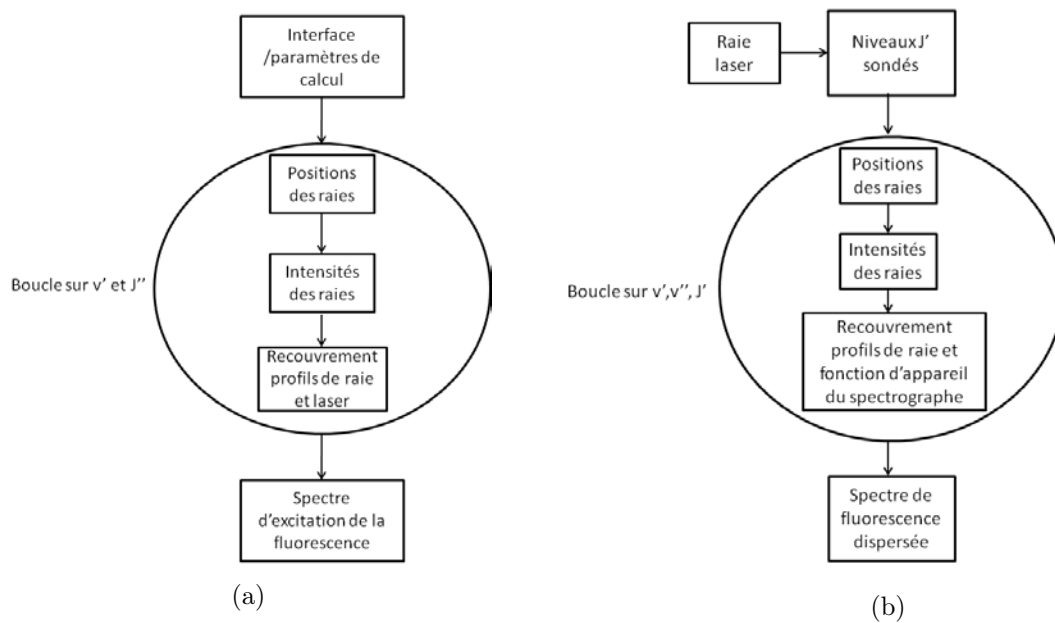 Interface
/paramètres de
calcul
Positions
des raies
Boucle sur v' et J''
Intensités
des raies
Recouvrement
profils de raie
et laser
Spectre
d'excitation de la
fluorescence
(a)
Raie
laser
Niveaux J'
sondés
Positions
des raies
Boucle sur v',v'', J'
Intensités
des raies
Recouvrement
profils de raie et
fonction d'appareil
du spectrographe
Spectre de
fluorescence
dispersée
(b)